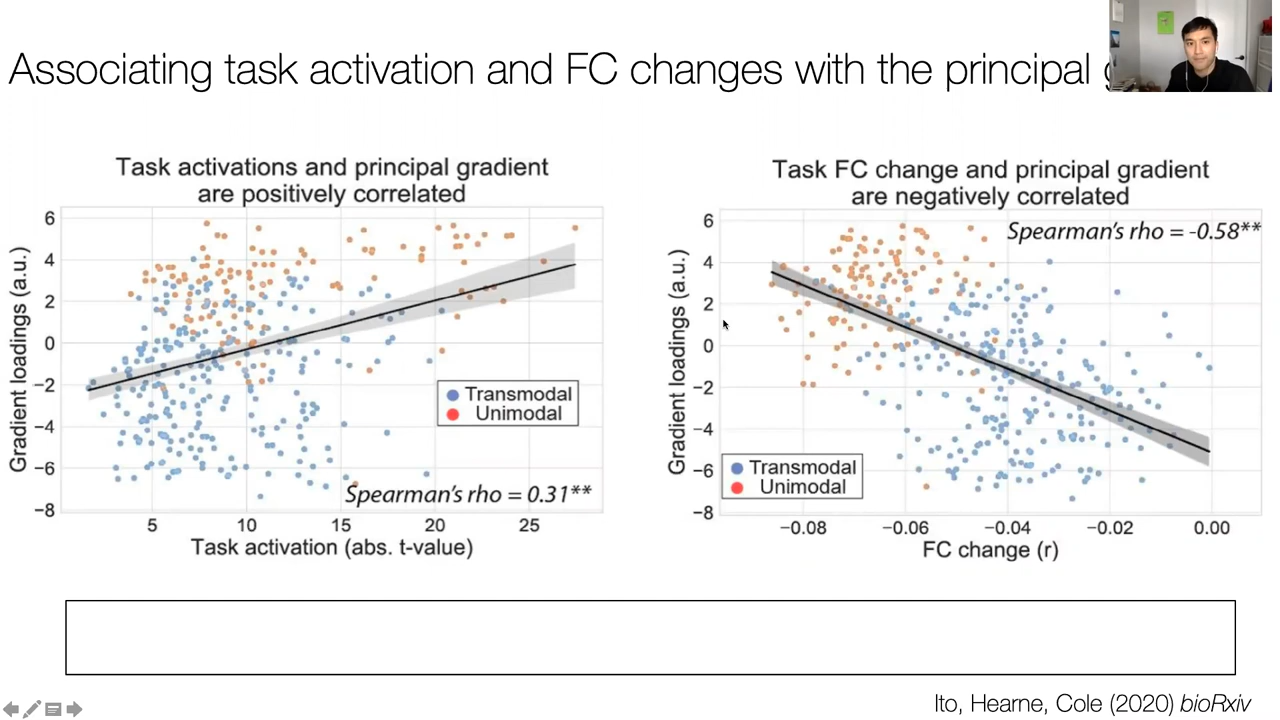 Associating task activation and FC changes with the principal
Task activations and principal gradient
are positively correlated
6
4
2
0
−2
−4
−6
−8
Gradient loadings (a.u.)
Transmodal
Unimodal
Spearman's rho = 0.31**
5
10
15
20
25
Task activation (abs. t-value)
Task FC change and principal gradient
are negatively correlated
6
4
2
0
−2
−4
−6
−8
Gradient loadings (a.u.)
Spearman's rho = -0.58**
Transmodal
Unimodal
−0.08
−0.06
−0.04
−0.02
0.00
FC change (r)
Ito, Hearne, Cole (2020) bioRxiv